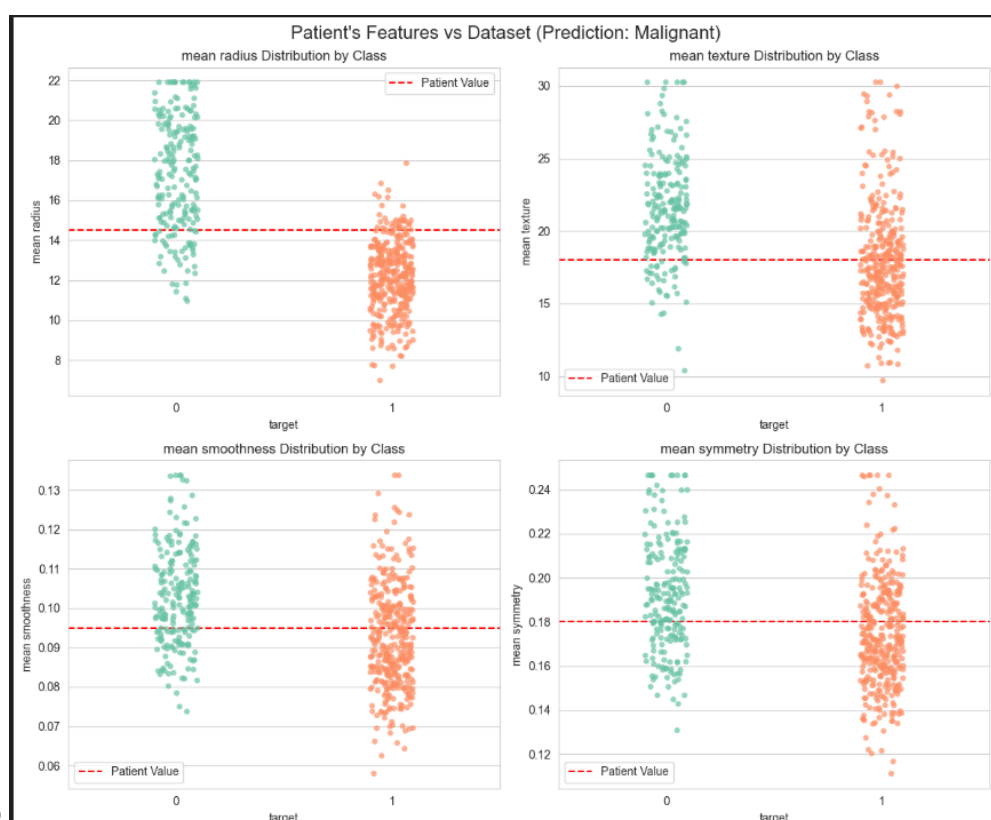 Patient's Features vs Dataset (Prediction: Malignant)
mean radius Distribution by Class
22
20
18
16
14
12
10
8
mean radius
0
1
target
Patient Value
mean texture Distribution by Class
30
25
20
15
10
mean texture
0
1
target
Patient Value
mean smoothness Distribution by Class
0.13
0.12
0.11
0.10
0.09
0.08
0.07
0.06
mean smoothness
0
1
target
Patient Value
mean symmetry Distribution by Class
0.24
0.22
0.20
0.18
0.16
0.14
0.12
mean symmetry
0
1
target
Patient Value